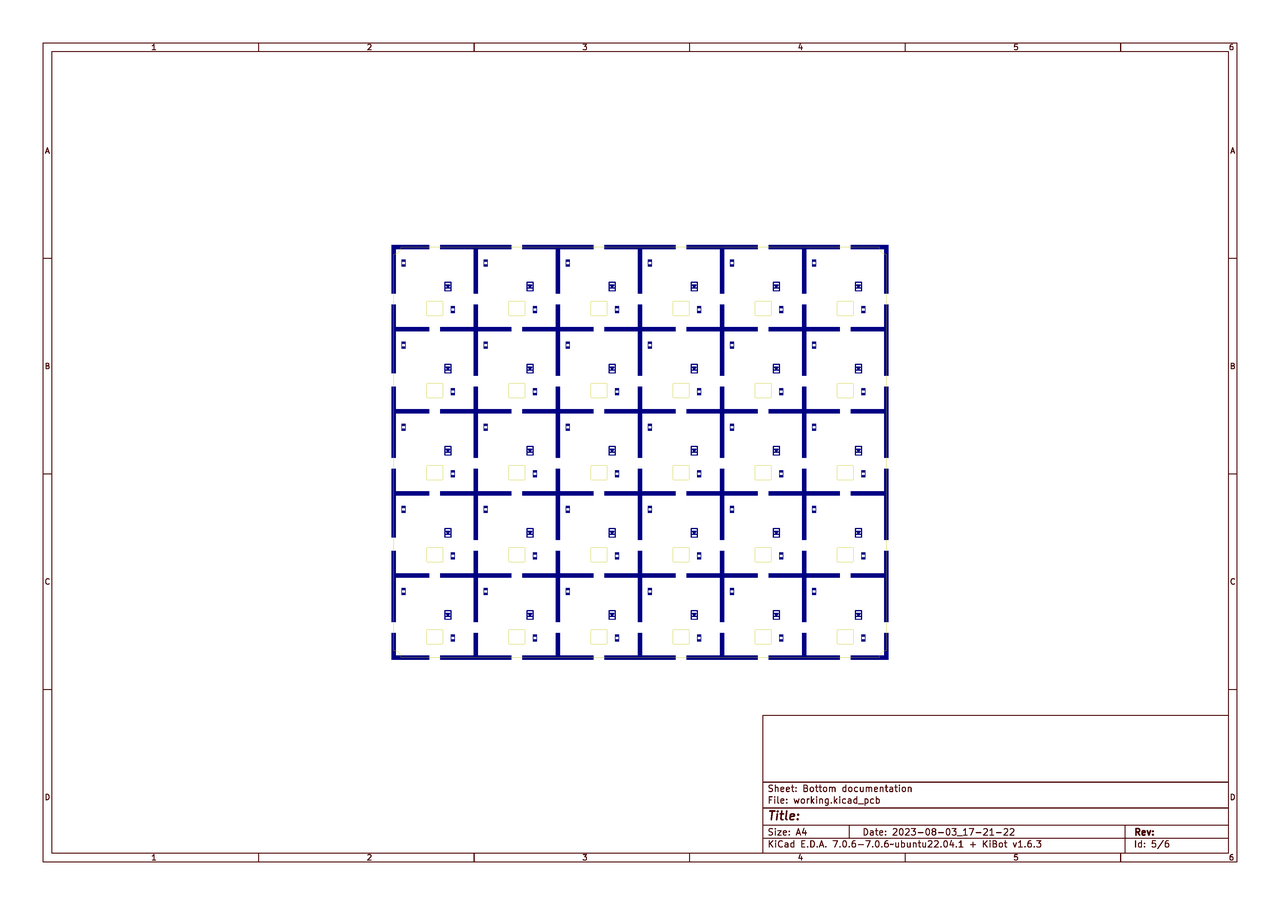 1 2 3 4 5 6
A A
B B
C C
D D
Sheet: Bottom documentation
File: working.kicad_pcb
Title:
Size: A4 Date: 2023-08-03_17-21-22 Rev:
KiCad E.D.A. 7.0.6-7.0.6~ubuntu22.04.1 + KiBot v1.6.3 Id: 5/6
1 2 3 4 5 6